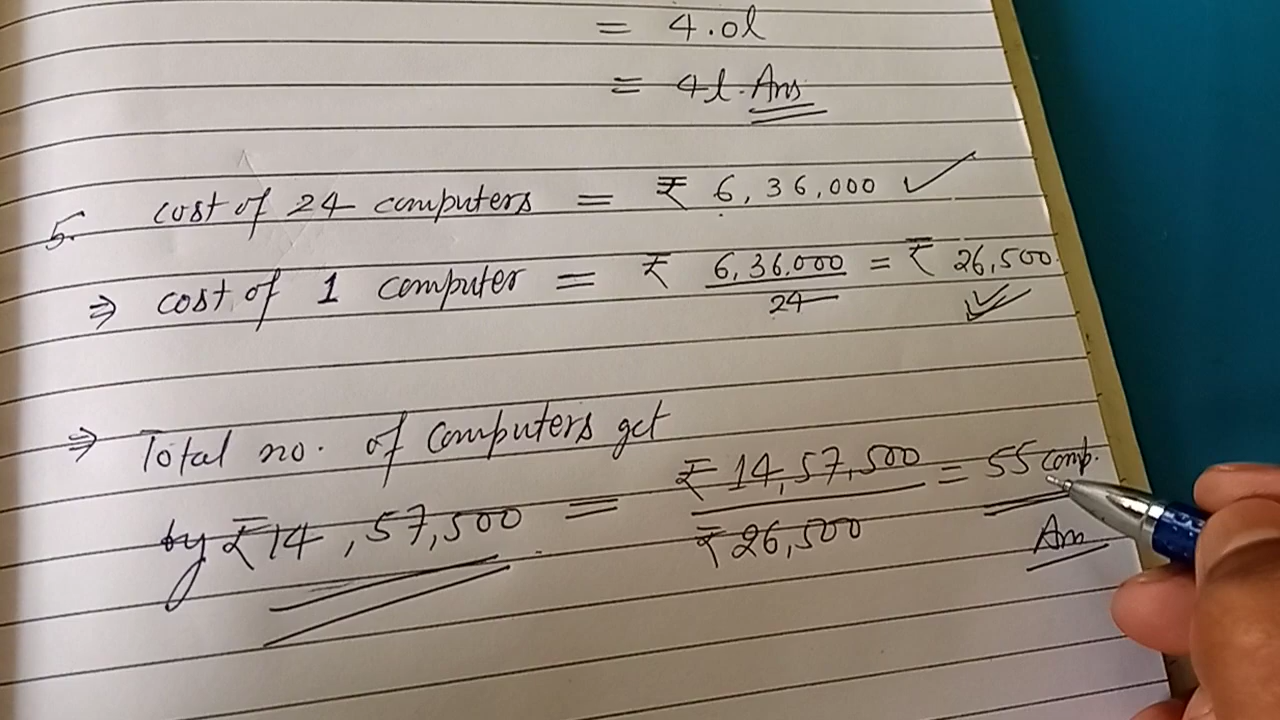 = 4.0l
= 4l. Ans
5. cost of 24 computers = ₹ 6,36,000
⇒ cost of 1 computer = ₹ 6,36,000 / 24 = ₹ 26,500
⇒ Total no. of computers get
by ₹14,57,500 = ₹ 14,57,500 / ₹ 26,500 = 55 comp.
Ans